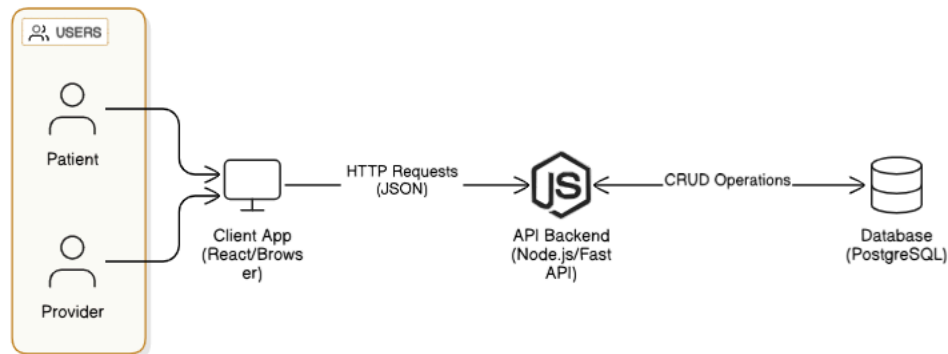 USERS
Patient
Provider
Client App
(React/Brows
er)
HTTP Requests
(JSON)
JS
API Backend
(Node.js/Fast
API)
CRUD Operations
Database
(PostgreSQL)